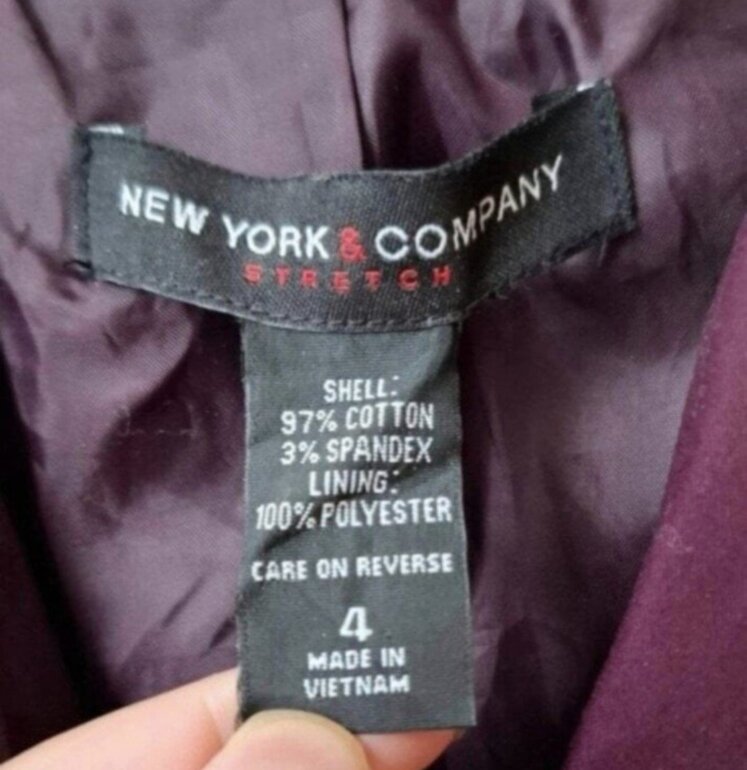 NEW YORK & COMPANY
STRETCH
SHELL:
97% COTTON
3% SPANDEX
LINING:
100% POLYESTER
CARE ON REVERSE
4
MADE IN
VIETNAM